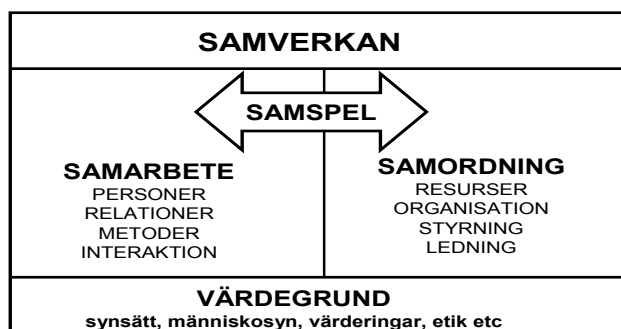 SAMVERKAN
SAMSPEL
SAMARBETE
PERSONER
RELATIONER
METODER
INTERAKTION
SAMORDNING
RESURSER
ORGANISATION
STYRNING
LEDNING
VÄRDEGRUND
synsätt, människosyn, värderingar, etik etc